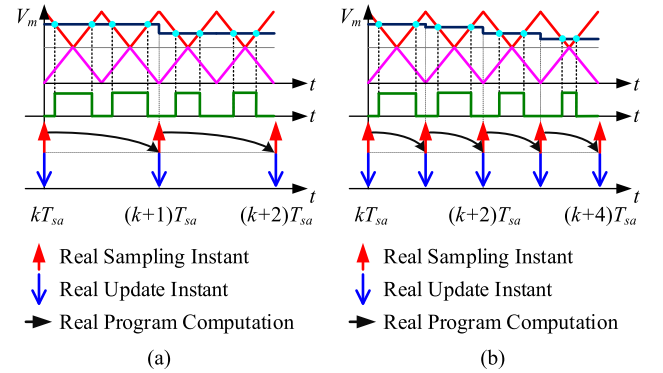 V_m t V_m t
t t
t t
kT_sa (k+1)T_sa (k+2)T_sa kT_sa (k+2)T_sa (k+4)T_sa
Real Sampling Instant Real Sampling Instant
Real Update Instant Real Update Instant
Real Program Computation Real Program Computation
(a) (b)